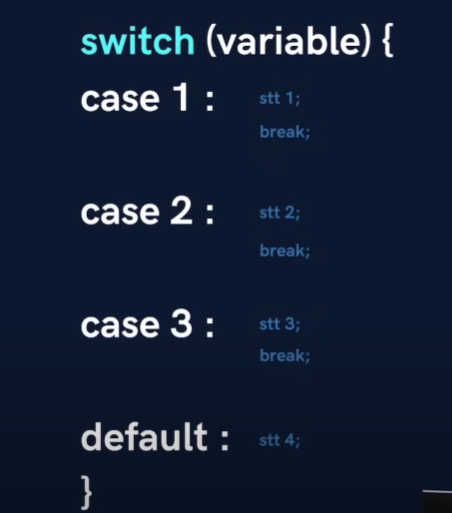 switch (variable) {
case 1 : stt 1;
break;
case 2 : stt 2;
break;
case 3 : stt 3;
break;
default : stt 4;
}